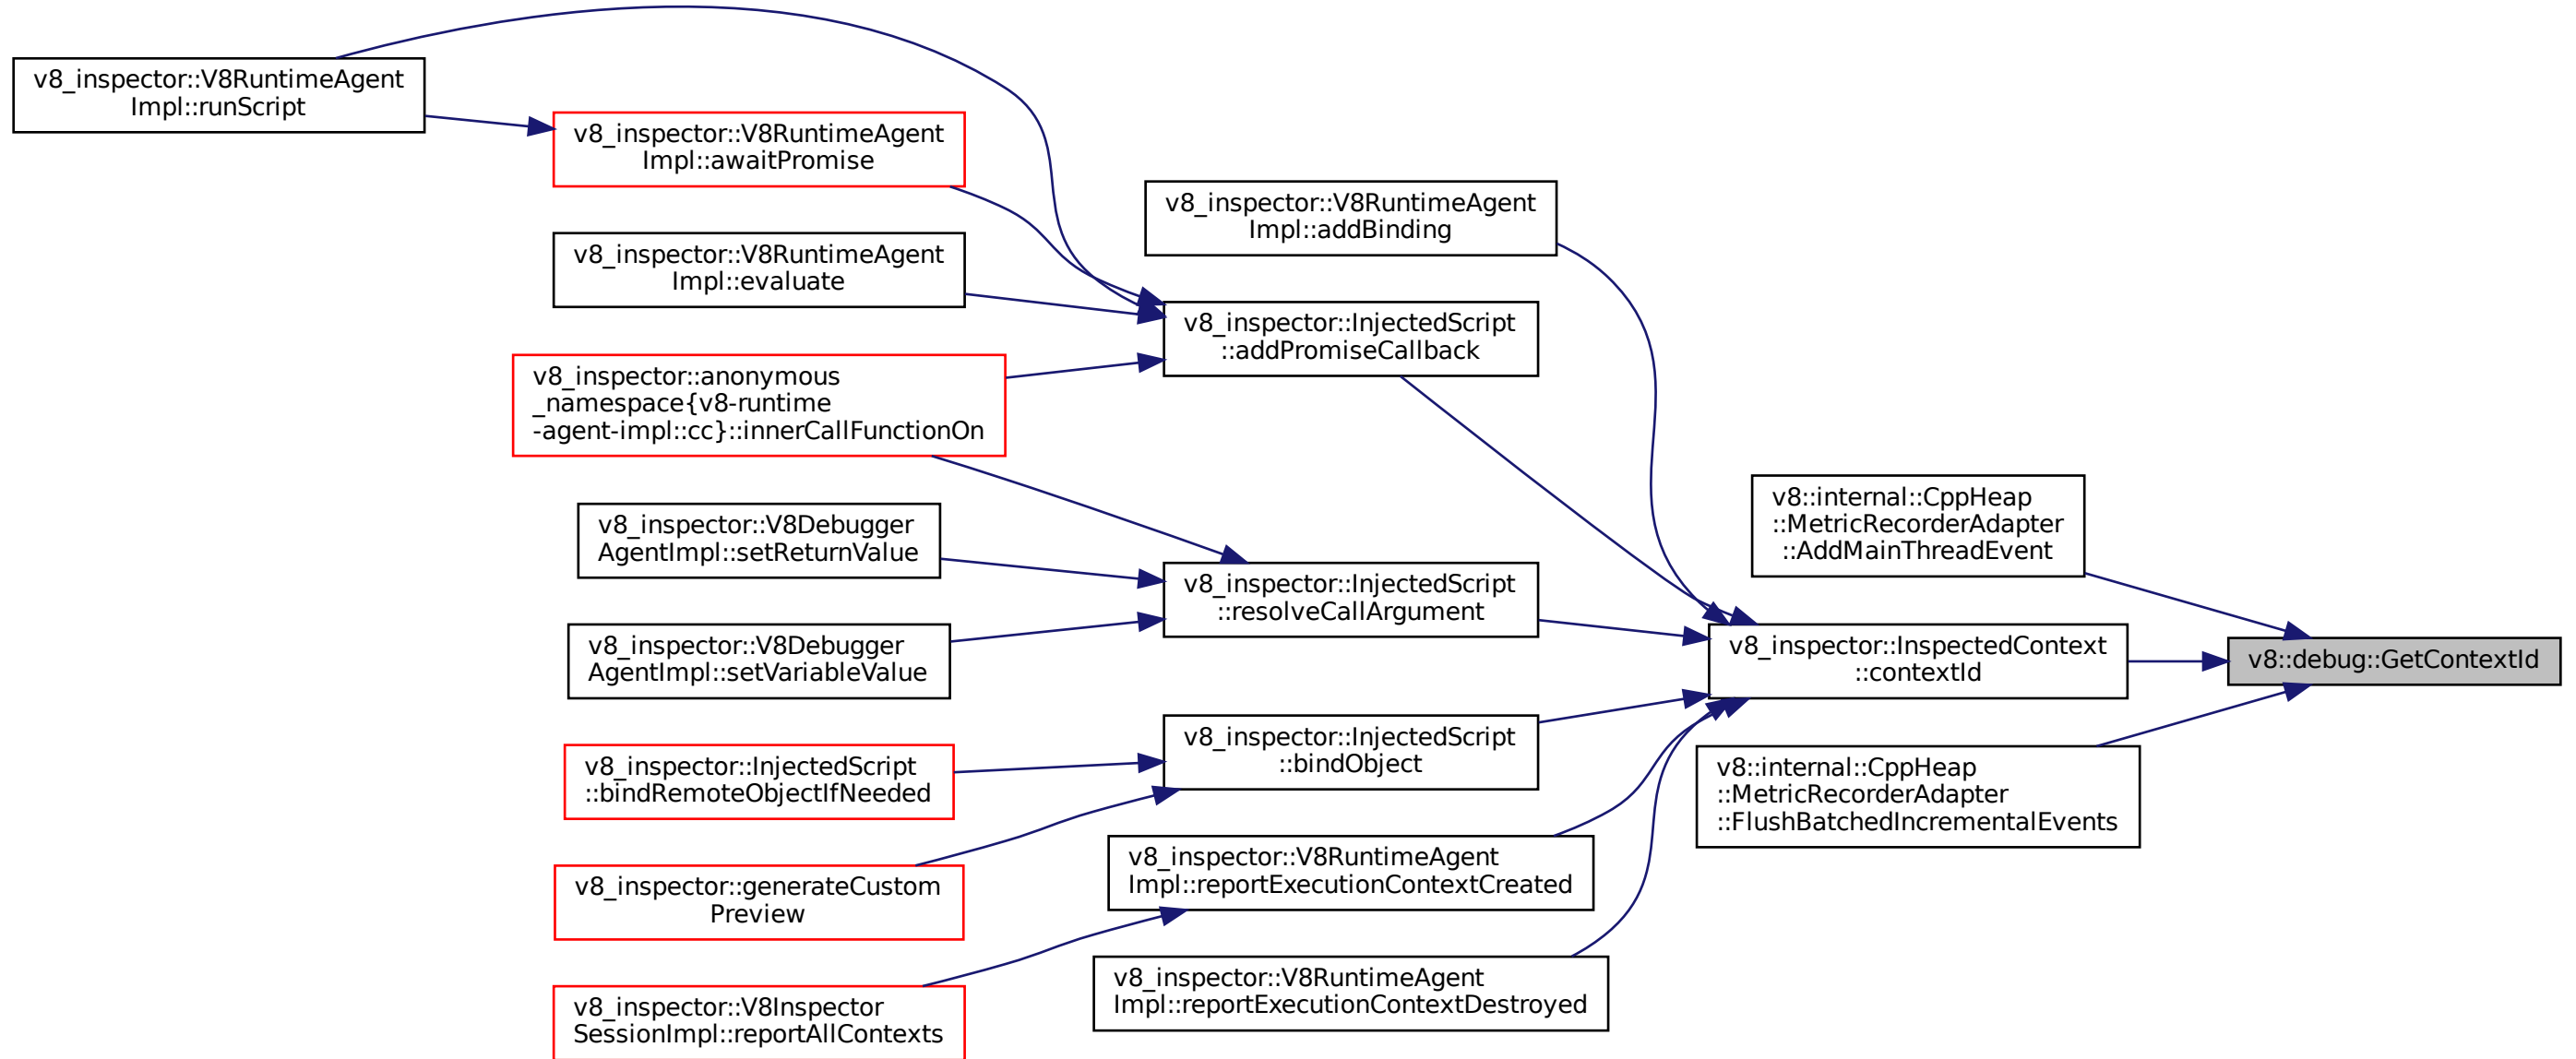 v8_inspector::V8RuntimeAgent
Impl::runScript
v8_inspector::V8RuntimeAgent
Impl::awaitPromise
v8_inspector::V8RuntimeAgent
Impl::evaluate
v8_inspector::anonymous
_namespace{v8-runtime
-agent-impl::cc}::innerCallFunctionOn
v8_inspector::V8Debugger
AgentImpl::setReturnValue
v8_inspector::V8Debugger
AgentImpl::setVariableValue
v8_inspector::InjectedScript
::bindRemoteObjectIfNeeded
v8_inspector::generateCustom
Preview
v8_inspector::V8Inspector
SessionImpl::reportAllContexts
v8_inspector::V8RuntimeAgent
Impl::addBinding
v8_inspector::InjectedScript
::addPromiseCallback
v8_inspector::InjectedScript
::resolveCallArgument
v8_inspector::InjectedScript
::bindObject
v8_inspector::V8RuntimeAgent
Impl::reportExecutionContextCreated
v8_inspector::V8RuntimeAgent
Impl::reportExecutionContextDestroyed
v8::internal::CppHeap
::MetricRecorderAdapter
::AddMainThreadEvent
v8_inspector::InspectedContext
::contextId
v8::internal::CppHeap
::MetricRecorderAdapter
::FlushBatchedIncrementalEvents
v8::debug::GetContextId